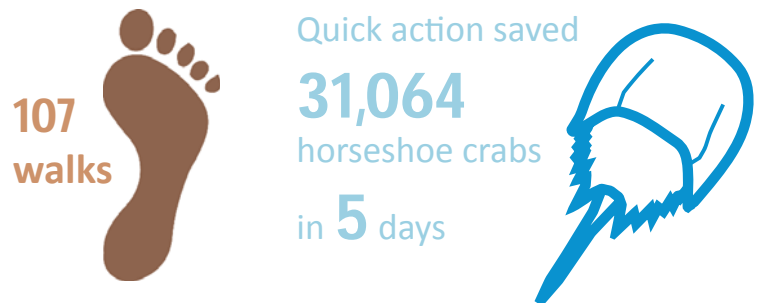 107
walks
Quick action saved
31,064
horseshoe crabs
in 5 days